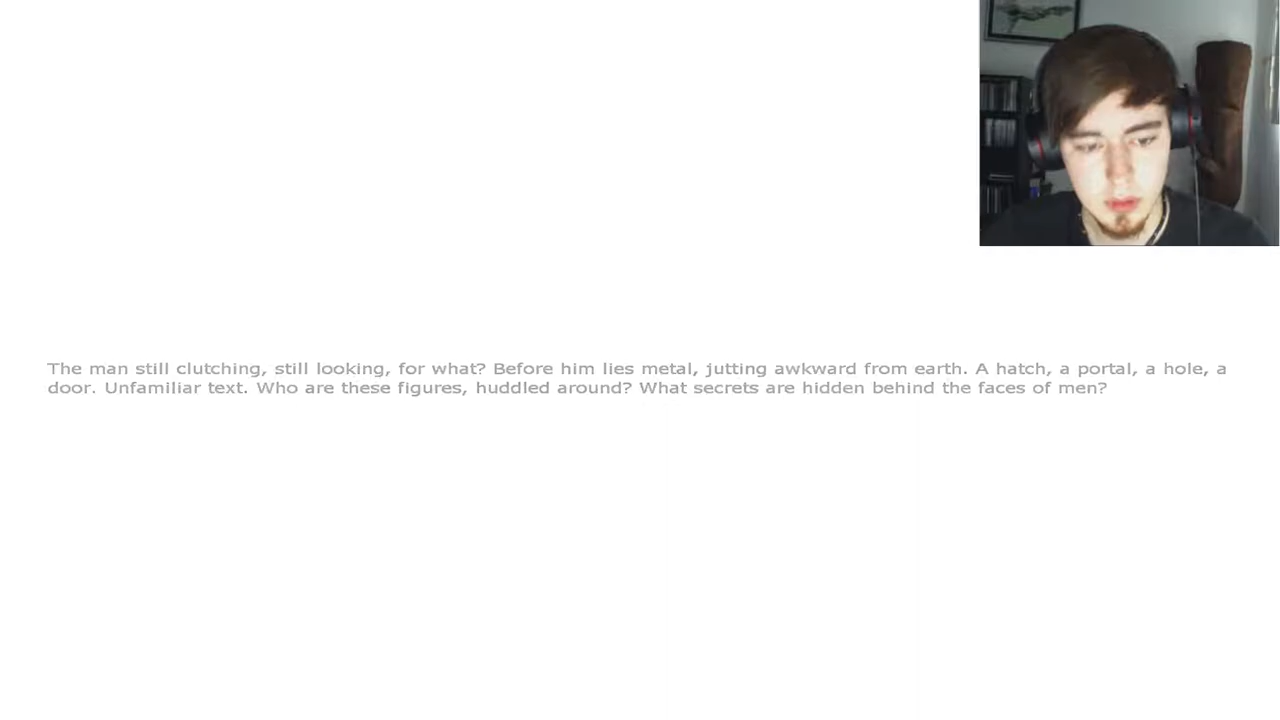 The man still clutching, still looking, for what? Before him lies metal, jutting awkward from earth. A hatch, a portal, a hole, a
door. Unfamiliar text. Who are these figures, huddled around? What secrets are hidden behind the faces of men?